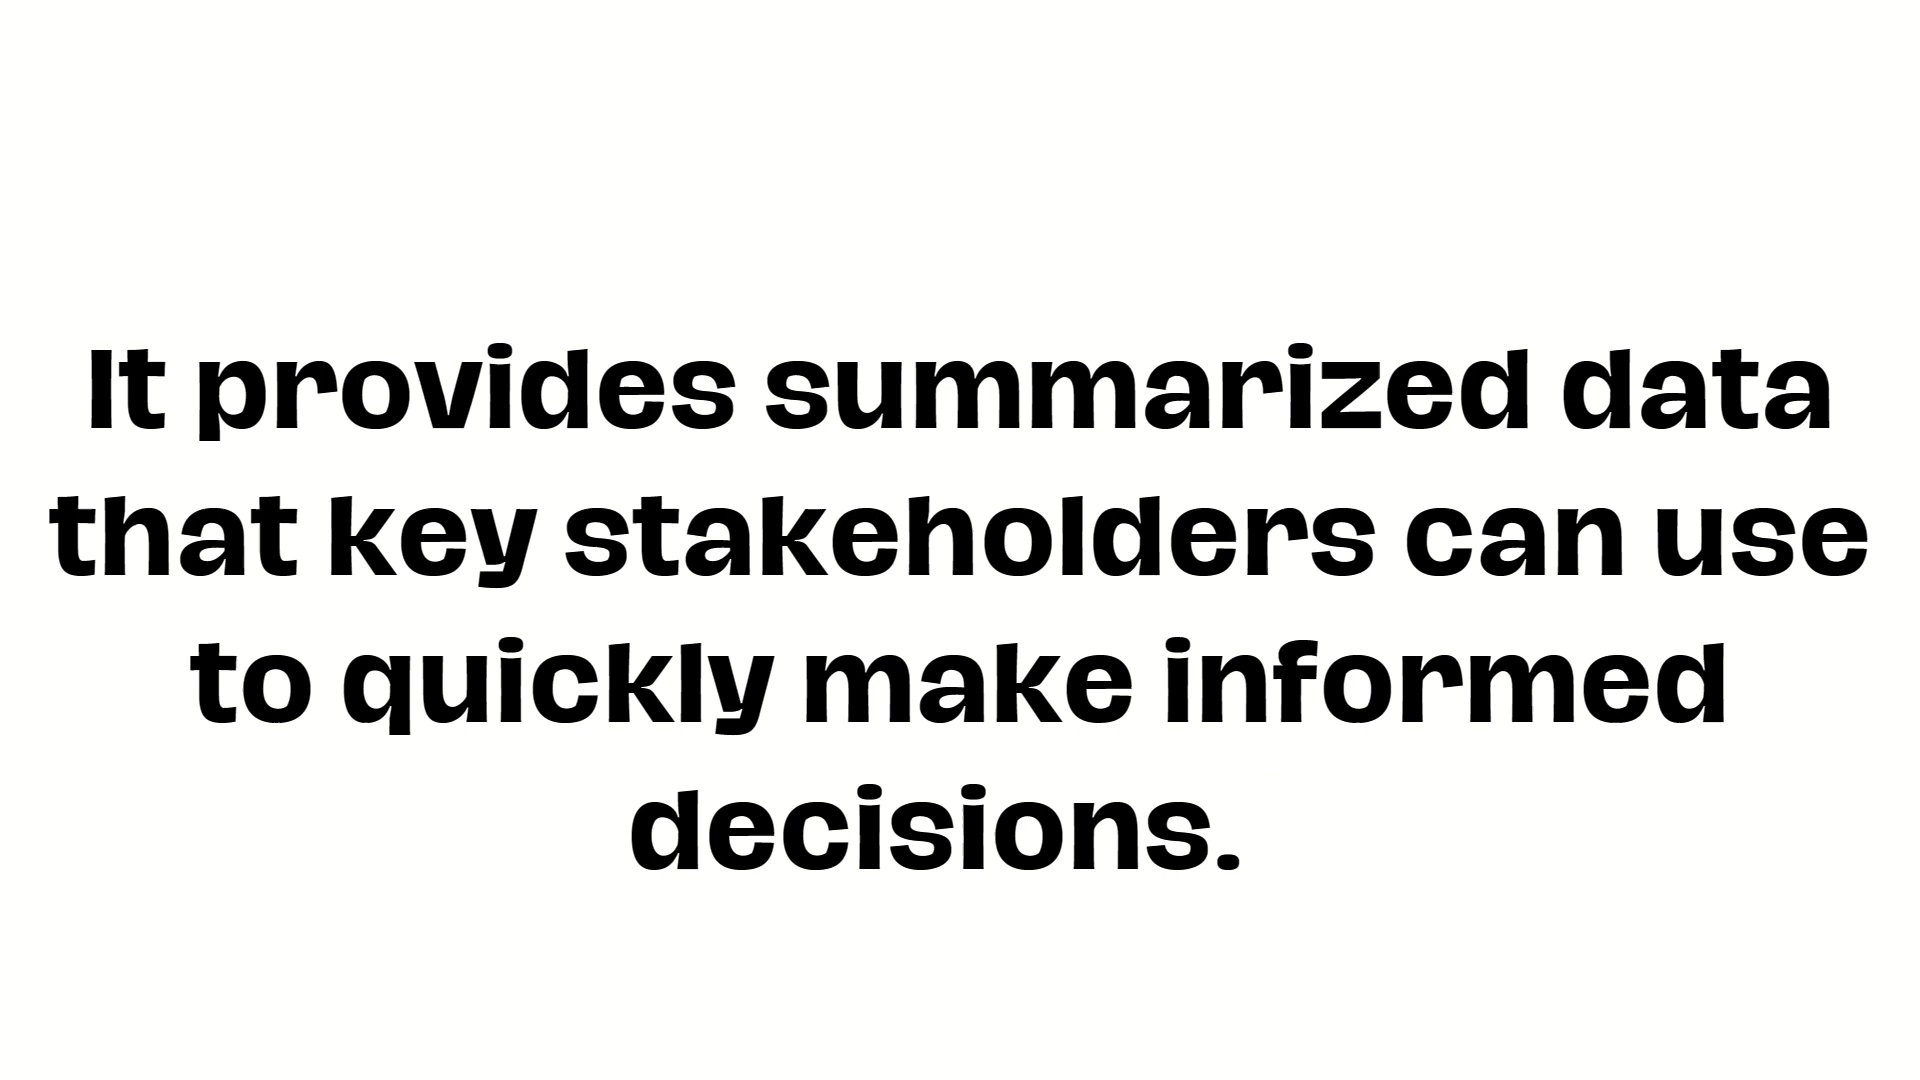 It provides summarized data
that key stakeholders can use
to quickly make informed
decisions.